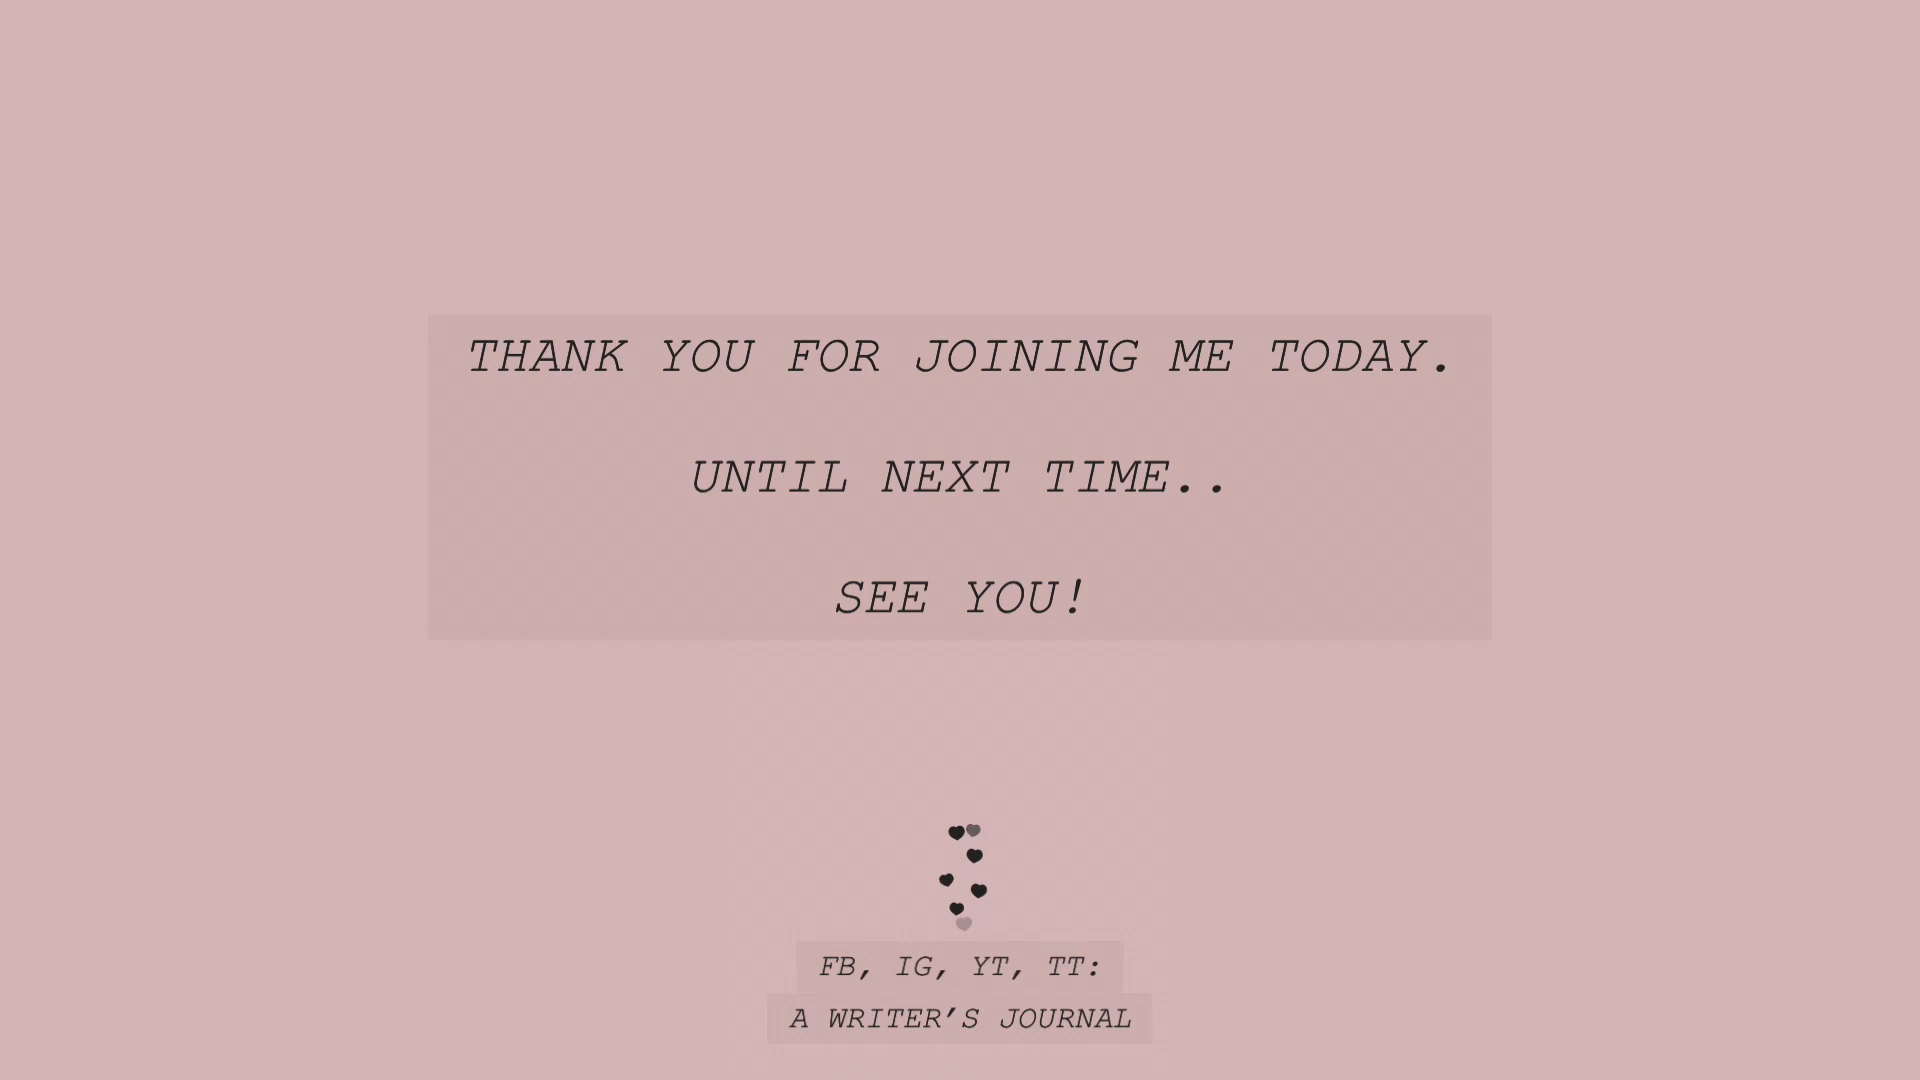 THANK YOU FOR JOINING ME TODAY.
UNTIL NEXT TIME..
SEE YOU!
FB, IG, YT, TT:
A WRITER'S JOURNAL